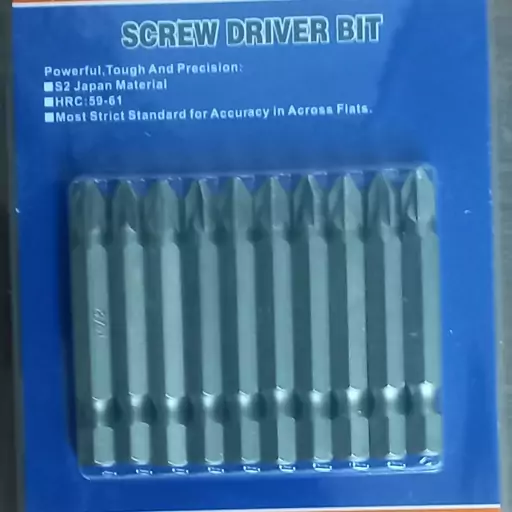 SCREW DRIVER BIT
Powerful,Tough And Precision:
■S2 Japan Material
■HRC:59-61
■Most Strict Standard for Accuracy in Across Flats.